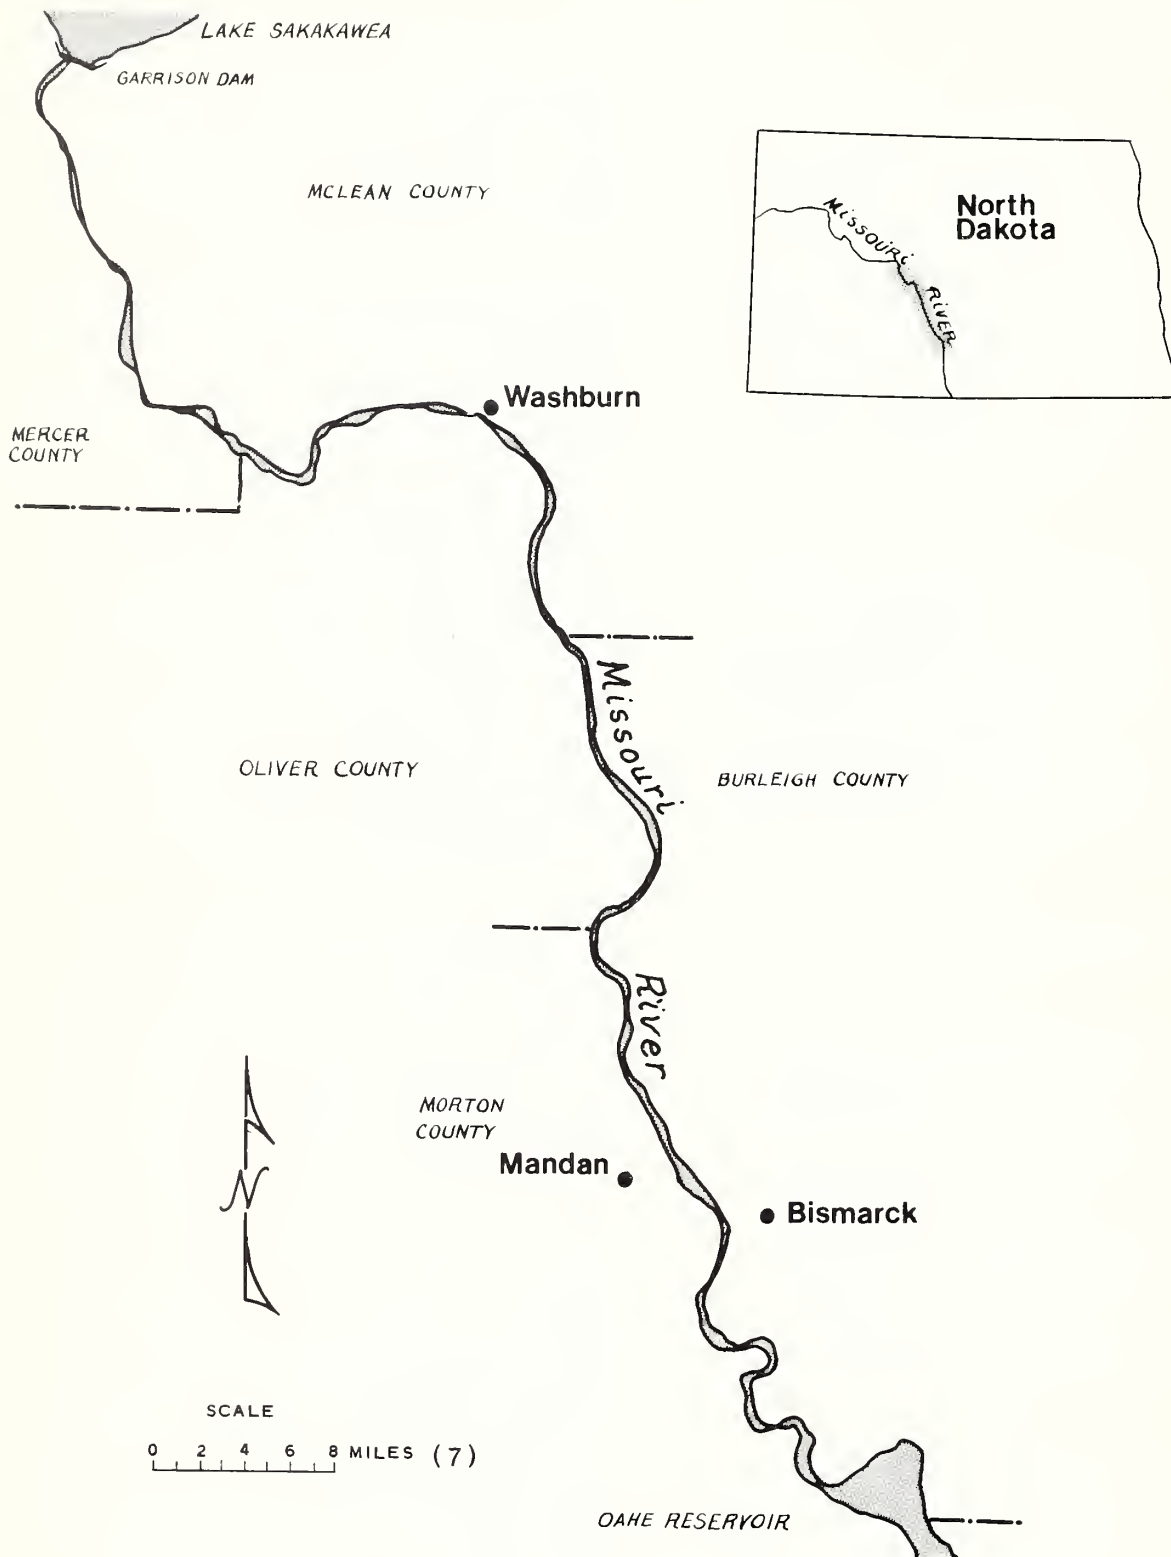 LAKE SAKAKAWEA
GARRISON DAM
MCLEAN COUNTY
North
Dakota
MISSOURI
RIVER
Washburn
MERCER
COUNTY
Missouri
OLIVER COUNTY
BURLEIGH COUNTY
River
MORTON
COUNTY
Mandan
Bismarck
N
SCALE
0 2 4 6 8 MILES (7)
OAHE RESERVOIR